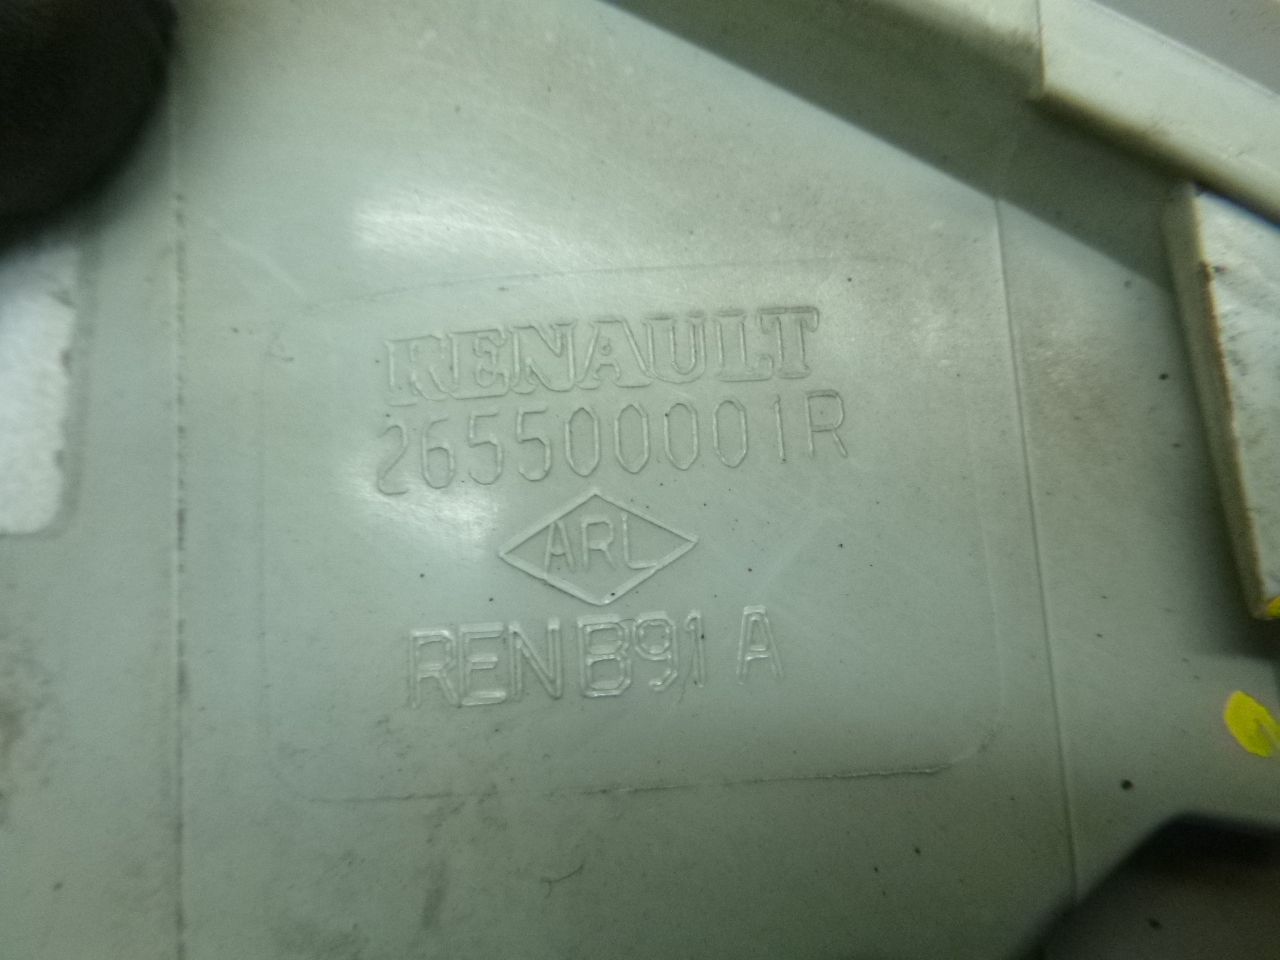 RENAULT
265500001R
ARL
REN B91 A